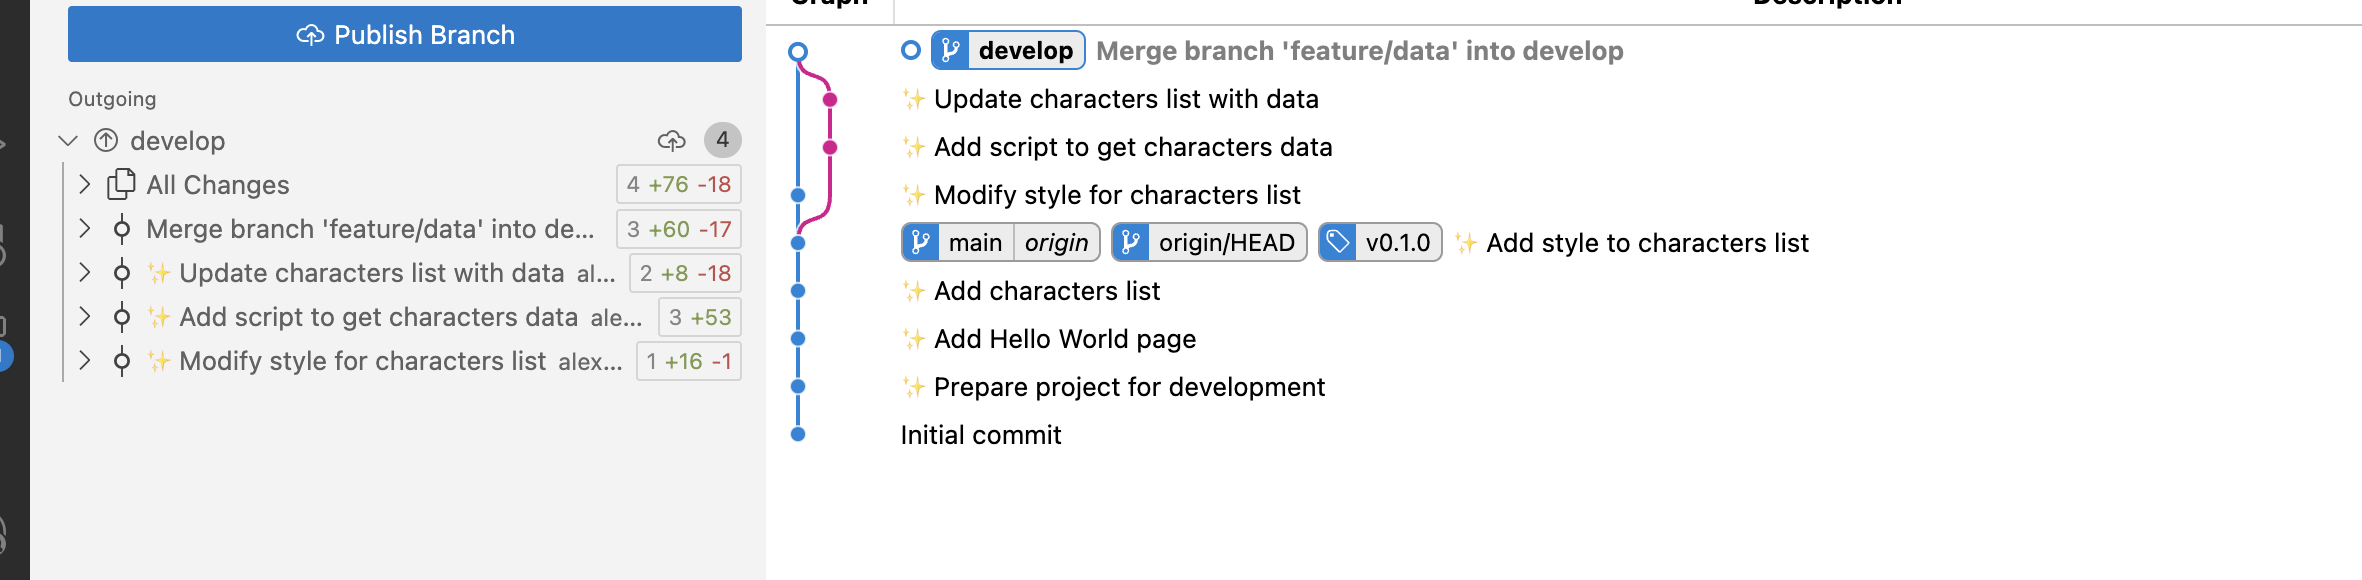 Publish Branch
Outgoing
develop 4
All Changes 4 +76 -18
Merge branch 'feature/data' into de... 3 +60 -17
✨ Update characters list with data al... 2 +8 -18
✨ Add script to get characters data ale... 3 +53
✨ Modify style for characters list alex... 1 +16 -1
Graph Description
develop Merge branch 'feature/data' into develop
✨ Update characters list with data
✨ Add script to get characters data
✨ Modify style for characters list
main origin origin/HEAD v0.1.0 ✨ Add style to characters list
✨ Add characters list
✨ Add Hello World page
✨ Prepare project for development
Initial commit